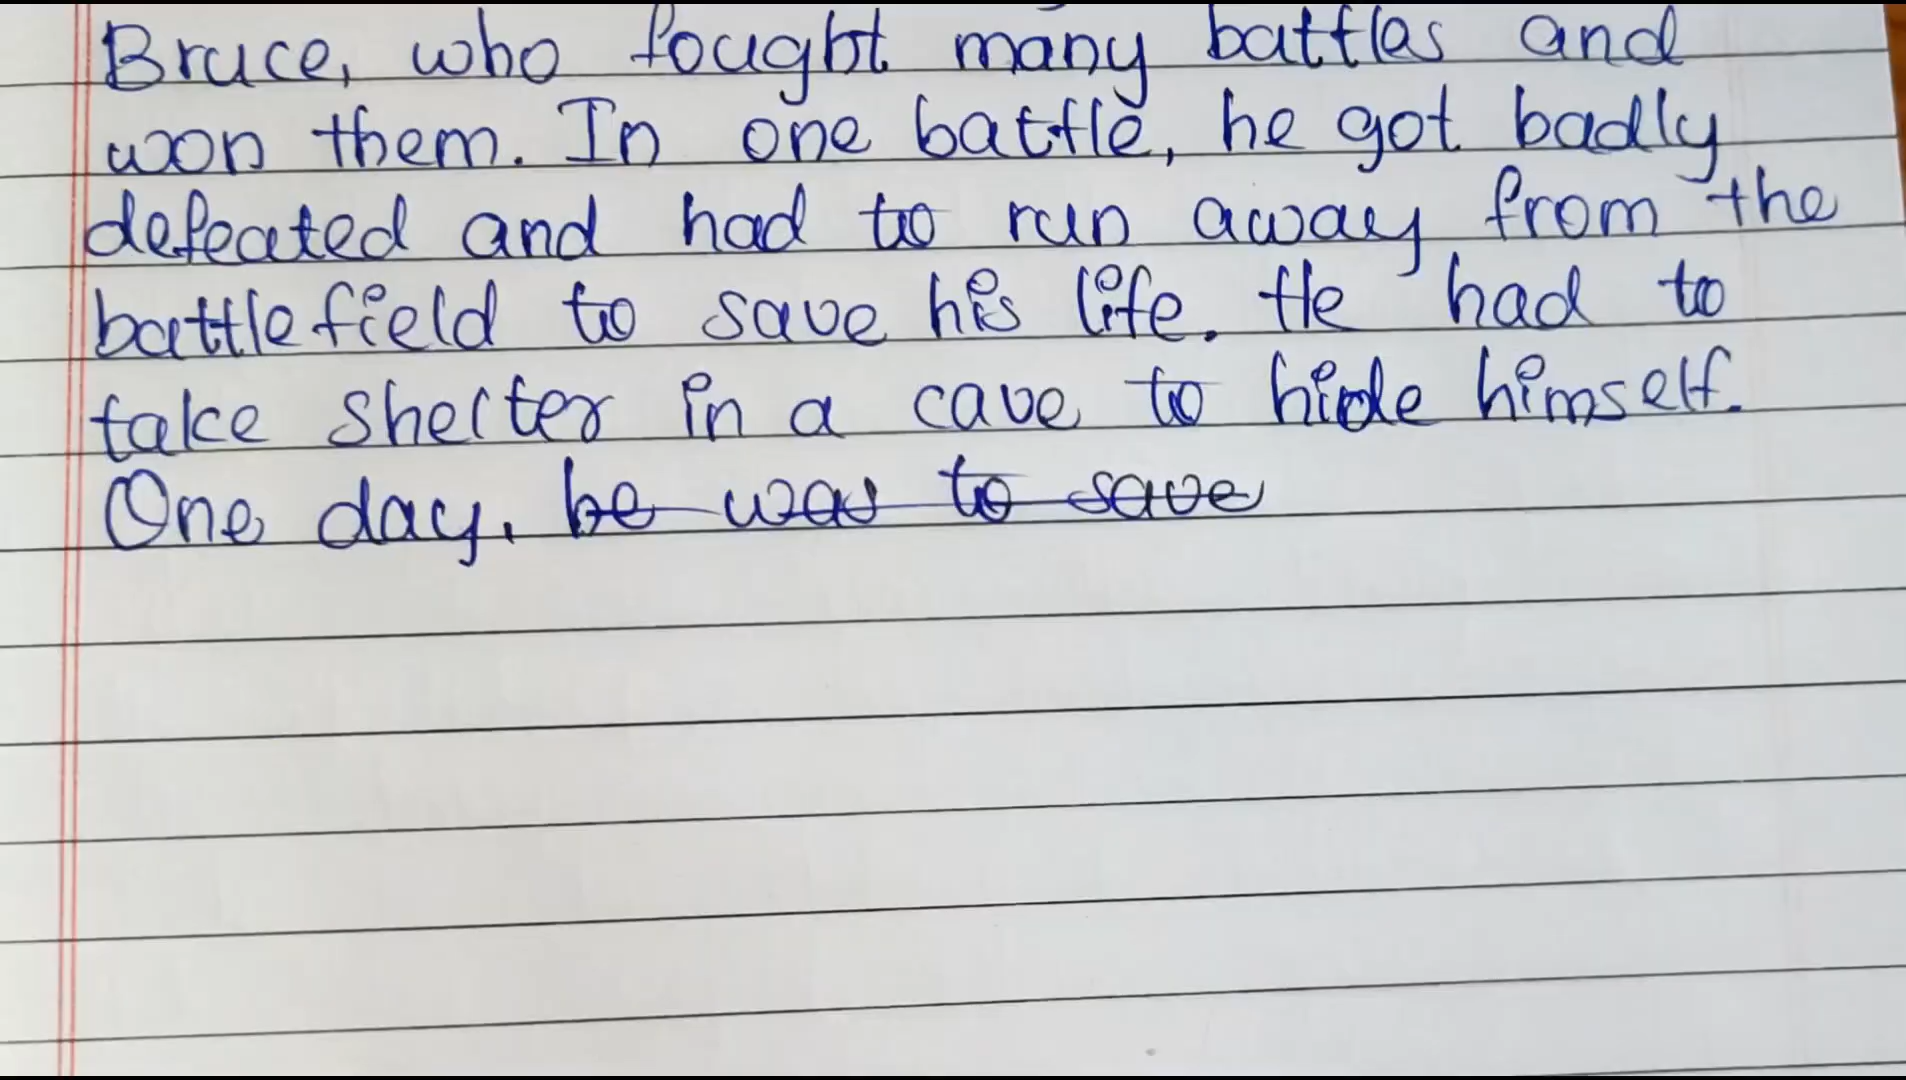 Bruce, who fought many battles and
won them. In one battle, he got badly
defeated and had to run away from the
battlefield to save his life. He had to
take shelter in a cave to hide himself.
One day, he was to save